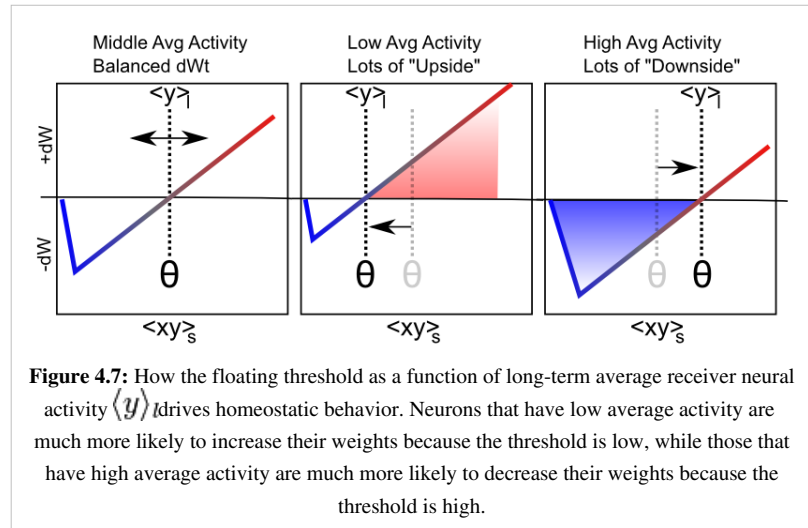 Middle Avg Activity
Balanced dWt
Low Avg Activity
Lots of "Upside"
High Avg Activity
Lots of "Downside"
<y>l
<y>l
<y>l
+dW
-dW
θ
θ
θ
θ
θ
<xy>s
<xy>s
<xy>s
Figure 4.7: How the floating threshold as a function of long-term average receiver neural
activity ⟨y⟩l drives homeostatic behavior. Neurons that have low average activity are
much more likely to increase their weights because the threshold is low, while those that
have high average activity are much more likely to decrease their weights because the
threshold is high.